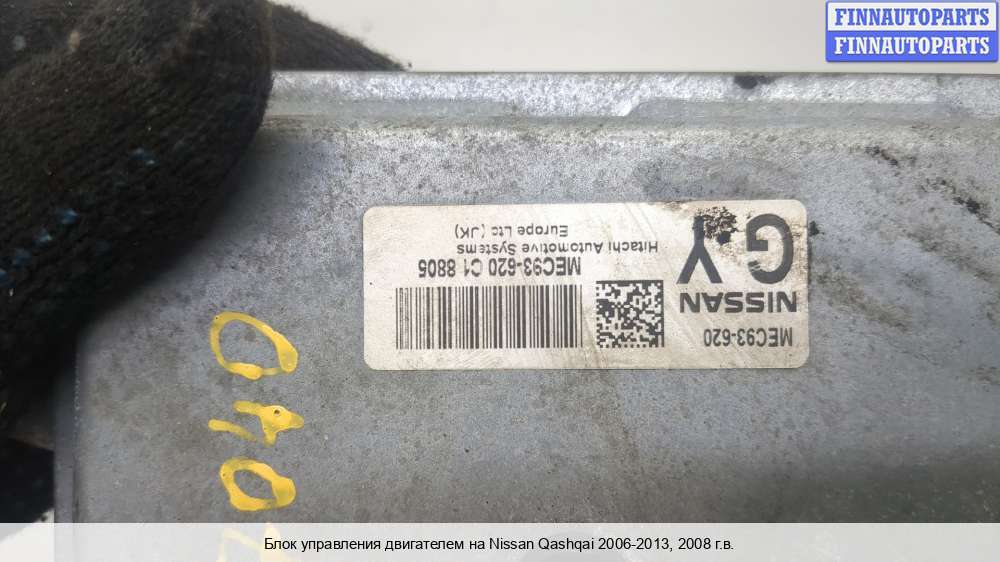 FINNAUTOPARTS
FINNAUTOPARTS
MEC93-620
NISSAN
GY
MEC93-620 C1 8805
Hitachi Automotive Systems
Europe Ltd (JK)
040
Блок управления двигателем на Nissan Qashqai 2006-2013, 2008 г.в.